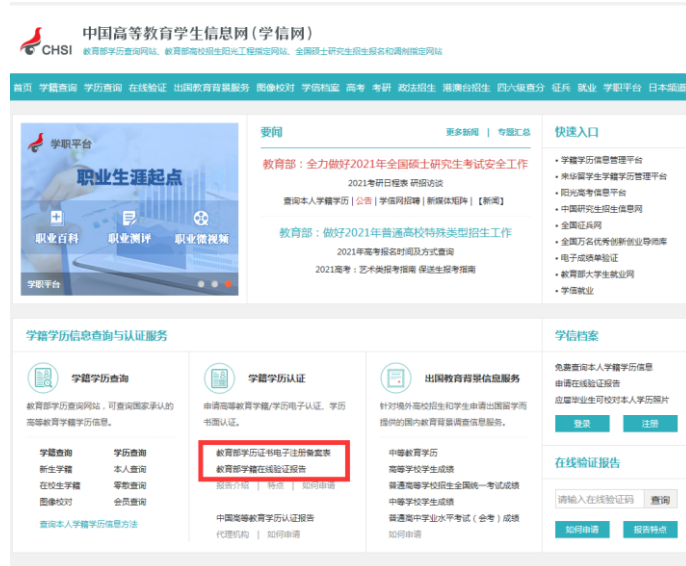 中国高等教育学生信息网(学信网)
CHSI
教育部学历查询网站、教育部高校招生阳光工程指定网站、全国硕士研究生招生报名和调剂指定网站
首页 学籍查询 学历查询 在线验证 出国教育背景服务 图像校对 学信档案 高考 考研 政法招生 港澳台招生 四六级查分 征兵 就业 学职平台 日本频道
学职平台
职业生涯起点
职业百科 职业测评 职业微视频
学职平台
要闻
更多新闻 | 专题汇总
教育部：全力做好2021年全国硕士研究生考试安全工作
2021考研日程表 研招访谈
查询本人学籍学历 | 公告 | 学信网招聘 | 新媒体矩阵 | 【新闻】
教育部：做好2021年普通高校特殊类型招生工作
2021年高考报名时间及方式查询
2021高考：艺术类报考指南 保送生报考指南
快速入口
• 学籍学历信息管理平台
• 来华留学生学籍学历管理平台
• 阳光高考信息平台
• 中国研究生招生信息网
• 全国征兵网
• 全国万名优秀创新创业导师库
• 电子成绩单验证
• 教育部大学生就业网
• 学信就业
学籍学历信息查询与认证服务
学籍学历查询
教育部学历查询网站，可查询国家承认的
高等教育学籍学历信息。
学籍查询 学历查询
新生学籍 本人查询
在校生学籍 零散查询
图像校对 会员查询
查询本人学籍学历信息方法
学籍学历认证
申请高等教育学籍/学历电子认证、学历
书面认证。
教育部学历证书电子注册备案表
教育部学籍在线验证报告
报告介绍 | 特点 | 如何申请
中国高等教育学历认证报告
代理机构 | 如何申请
出国教育背景信息服务
针对境外高校招生和学生申请出国留学而
提供的国内教育背景调查信息服务。
中等教育学历
高等学校学生成绩
普通高等学校招生全国统一考试成绩
中等学校学生成绩
普通高中学业水平考试（会考）成绩
如何申请
学信档案
免费查询本人学籍学历信息
申请在线验证报告
应届毕业生可校对本人学历照片
登录 注册
在线验证报告
请输入在线验证码 查询
如何申请 报告特点